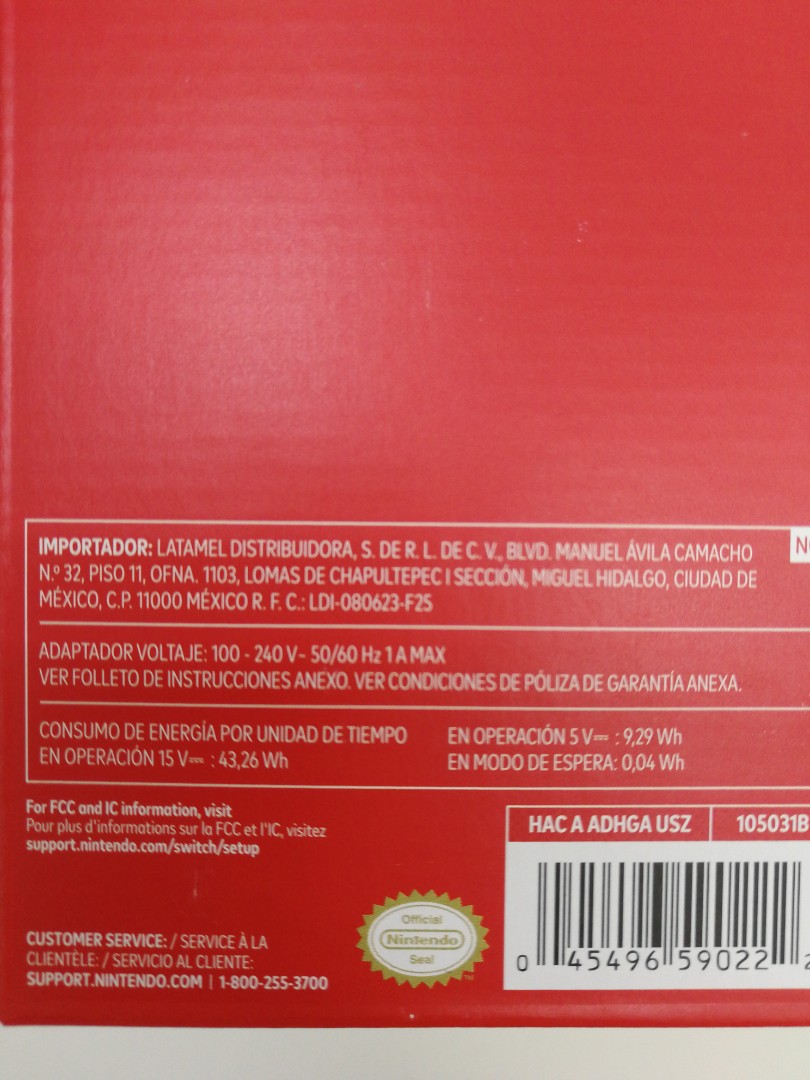 IMPORTADOR: LATAMEL DISTRIBUIDORA, S. DE R. L. DE C. V., BLVD. MANUEL ÁVILA CAMACHO
N.º 32, PISO 11, OFNA. 1103, LOMAS DE CHAPULTEPEC I SECCIÓN, MIGUEL HIDALGO, CIUDAD DE
MÉXICO, C.P. 11000 MÉXICO R. F. C.: LDI-080623-F25
ADAPTADOR VOLTAJE: 100 - 240 V~ 50/60 Hz 1 A MAX
VER FOLLETO DE INSTRUCCIONES ANEXO. VER CONDICIONES DE PÓLIZA DE GARANTÍA ANEXA.
CONSUMO DE ENERGÍA POR UNIDAD DE TIEMPO
EN OPERACIÓN 15 V⎓ : 43,26 Wh
EN OPERACIÓN 5 V⎓ : 9,29 Wh
EN MODO DE ESPERA: 0,04 Wh
For FCC and IC information, visit
Pour plus d'informations sur la FCC et l'IC, visitez
support.nintendo.com/switch/setup
CUSTOMER SERVICE: / SERVICE À LA
CLIENTÈLE: / SERVICIO AL CLIENTE:
SUPPORT.NINTENDO.COM | 1-800-255-3700
Official
Nintendo
Seal
TM
HAC A ADHGA USZ
105031B
0 45496 59022